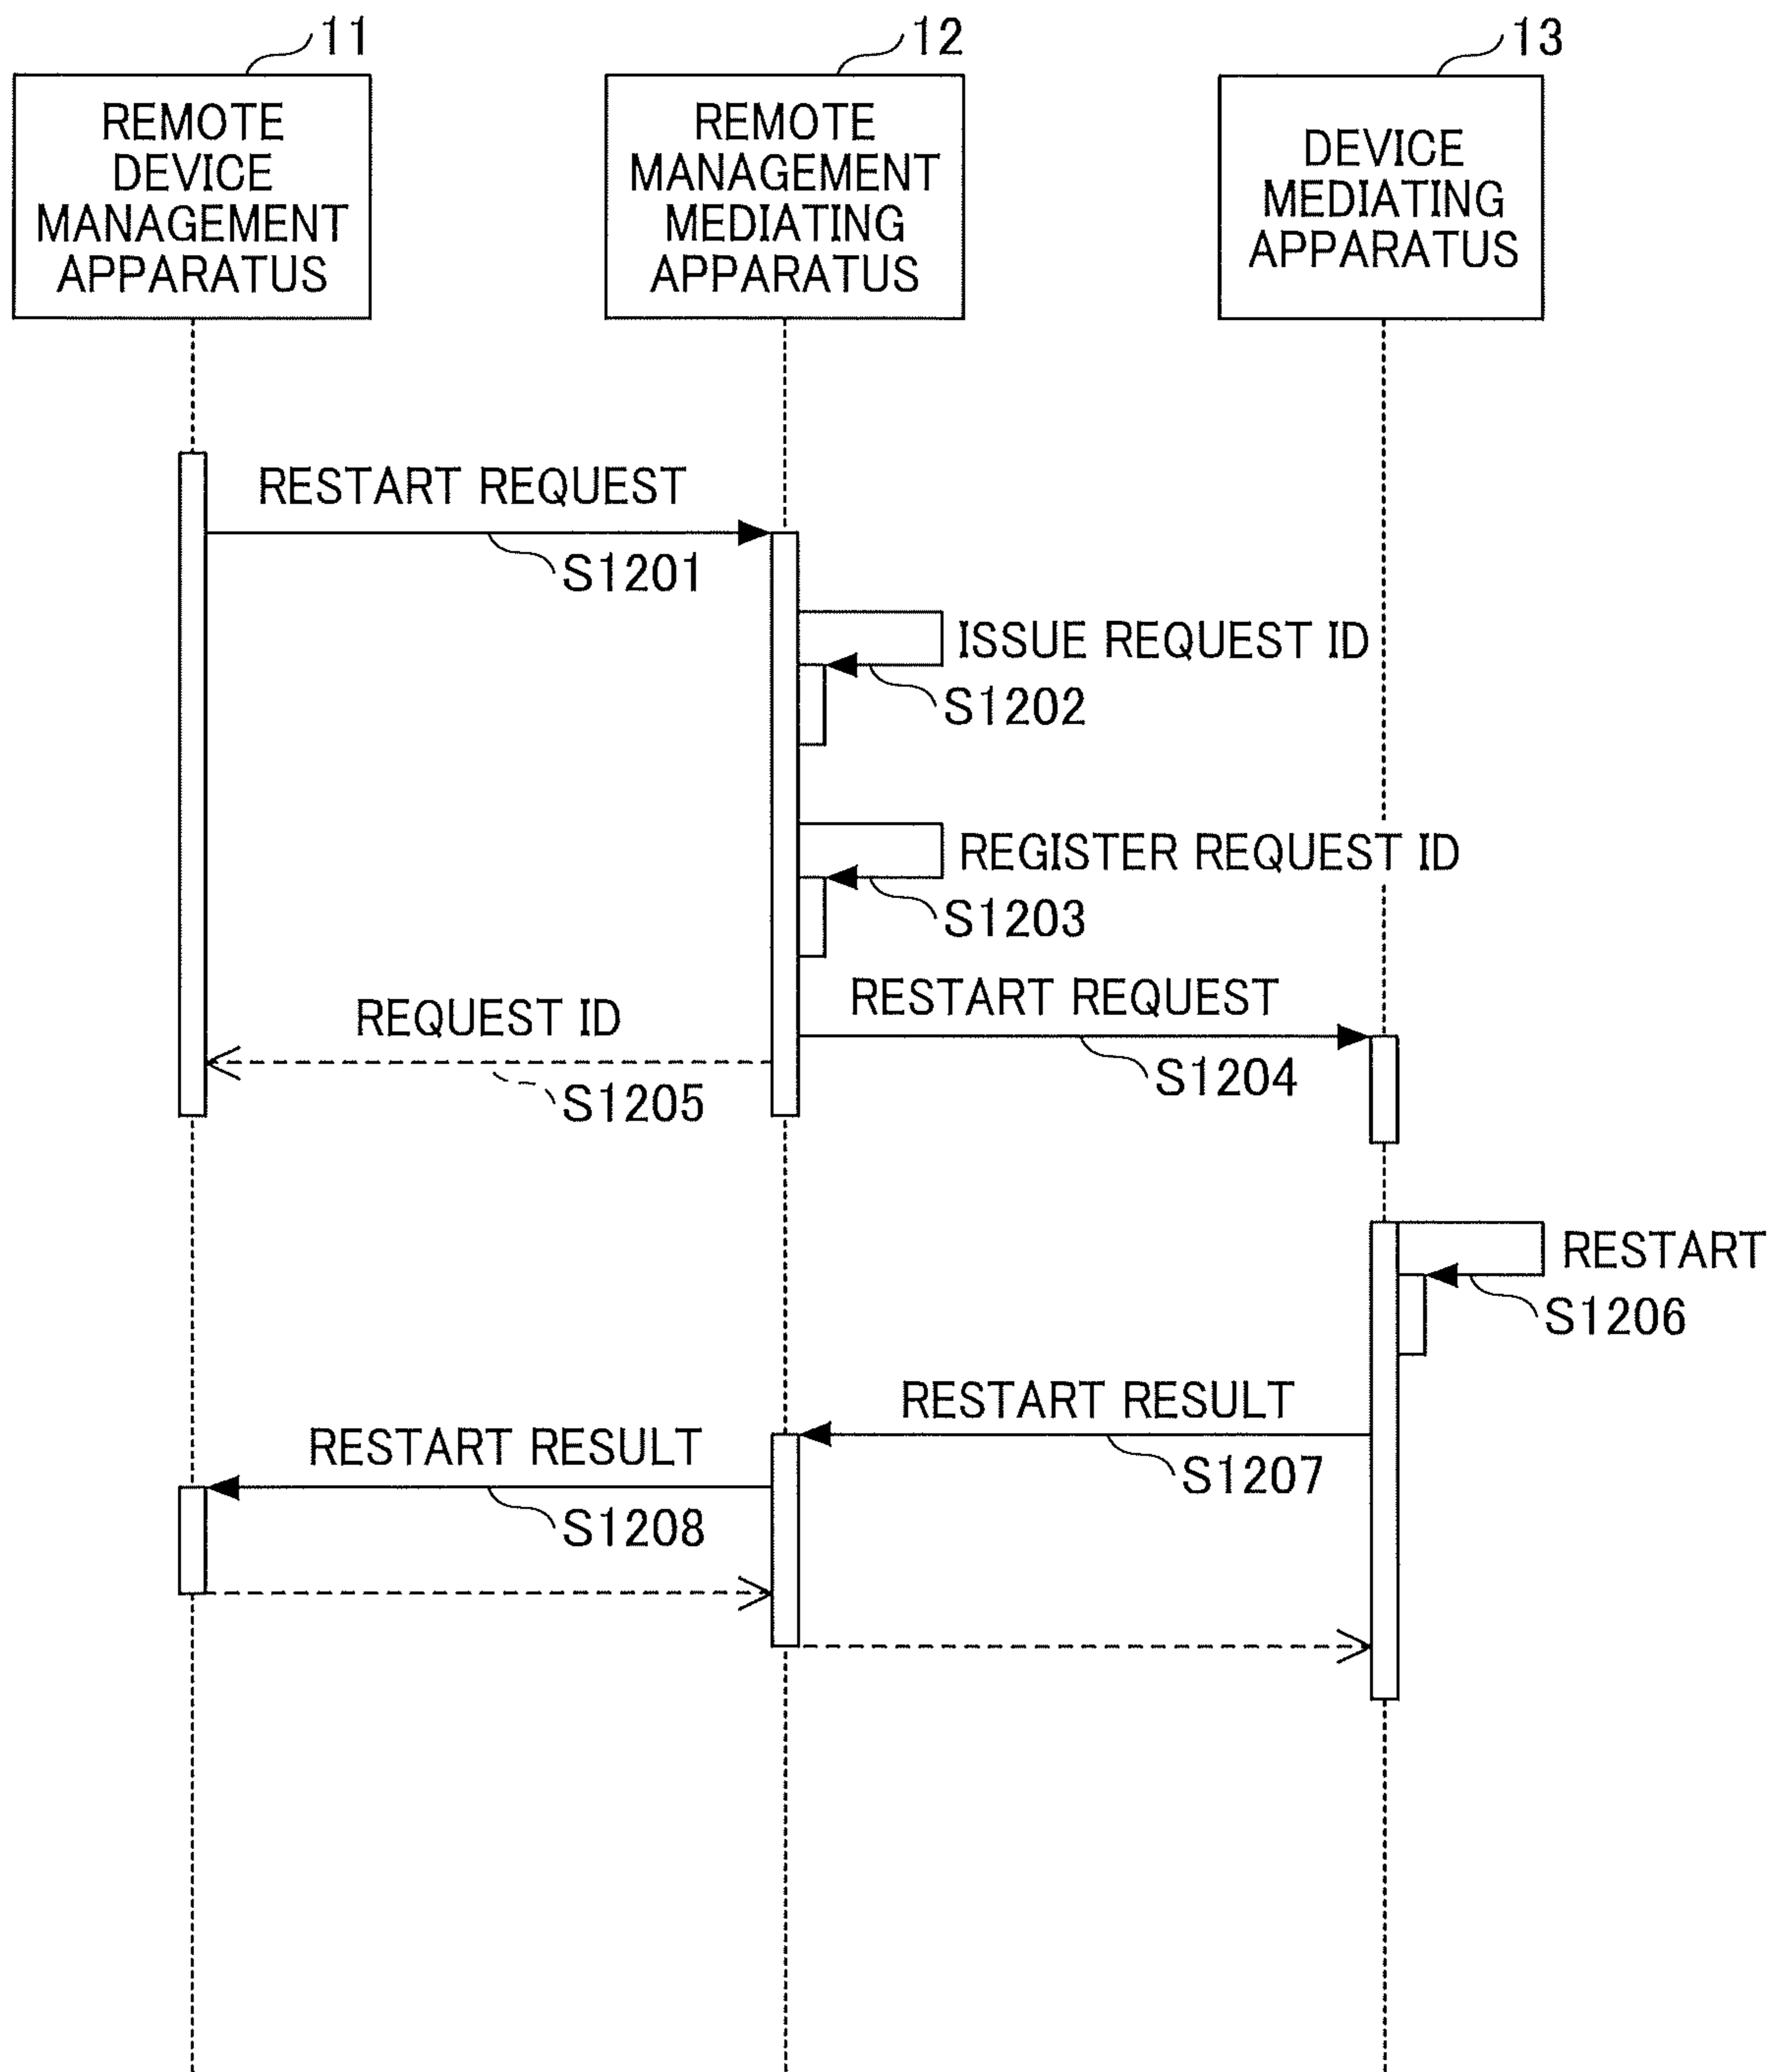 11
12
13
REMOTE
DEVICE
MANAGEMENT
APPARATUS
REMOTE
MANAGEMENT
MEDIATING
APPARATUS
DEVICE
MEDIATING
APPARATUS
RESTART REQUEST
S1201
ISSUE REQUEST ID
S1202
REGISTER REQUEST ID
S1203
RESTART REQUEST
S1204
REQUEST ID
S1205
RESTART
S1206
RESTART RESULT
S1207
RESTART RESULT
S1208